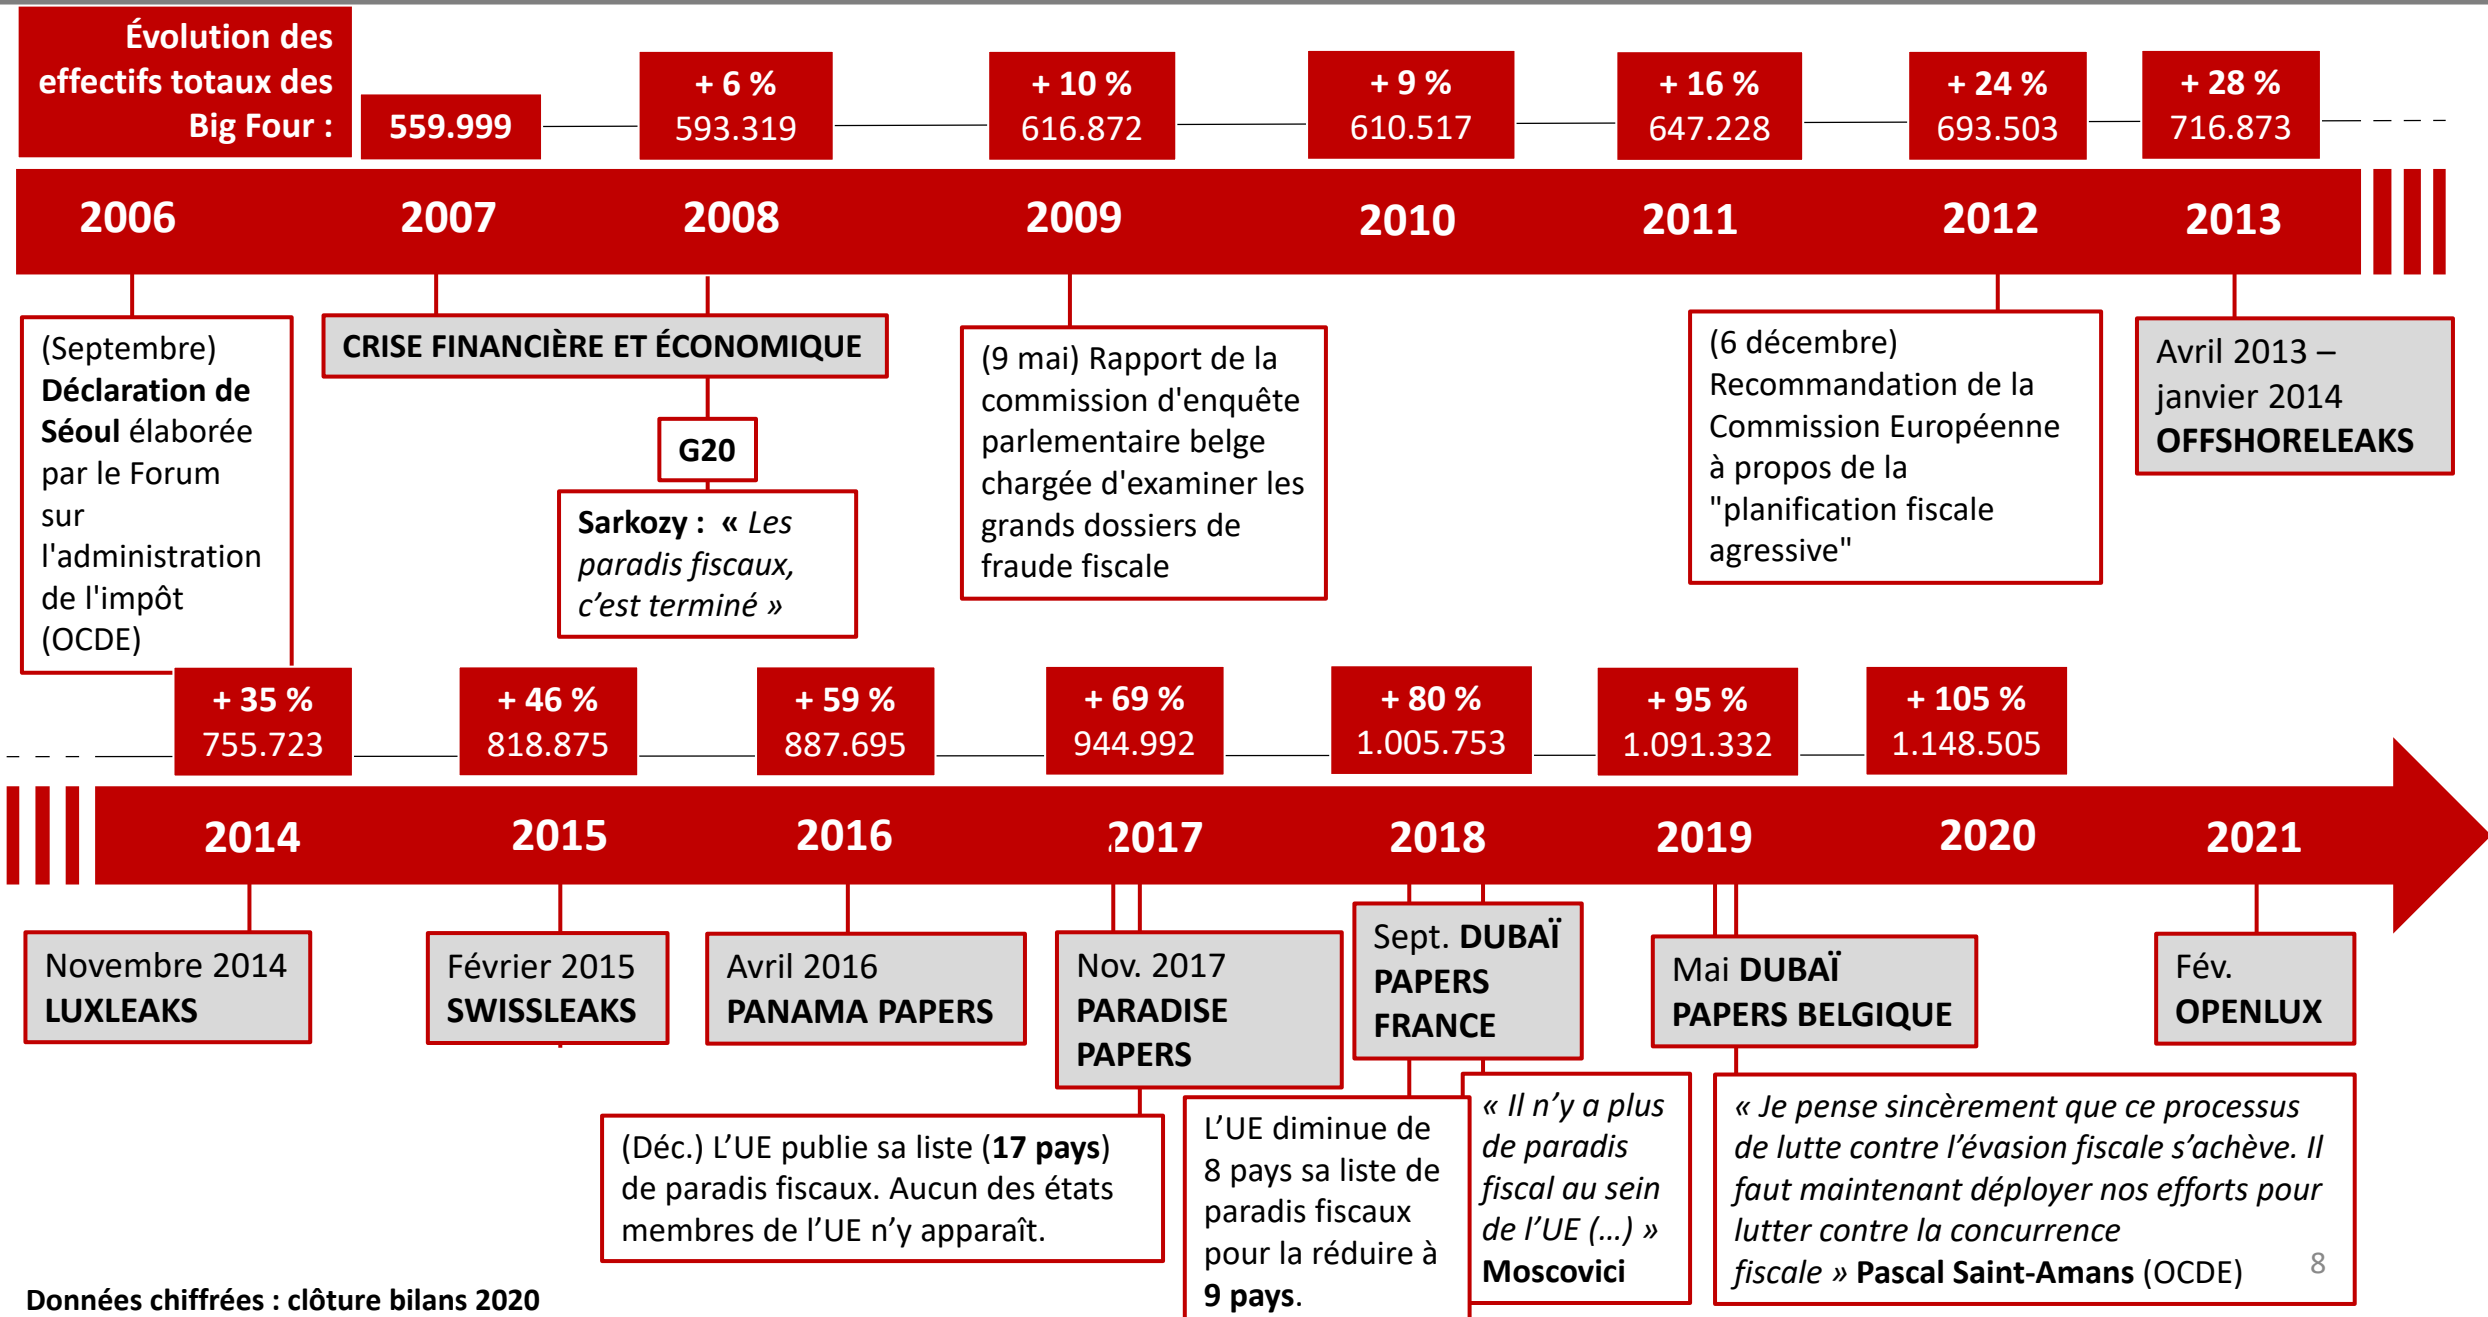 Évolution des
effectifs totaux des
Big Four :
559.999
+ 6 %
593.319
+ 10 %
616.872
+ 9 %
610.517
+ 16 %
647.228
+ 24 %
693.503
+ 28 %
716.873
2006
2007
2008
2009
2010
2011
2012
2013
(Septembre)
Déclaration de
Séoul élaborée
par le Forum
sur
l'administration
de l'impôt
(OCDE)
CRISE FINANCIÈRE ET ÉCONOMIQUE
G20
Sarkozy : « Les
paradis fiscaux,
c’est terminé »
(9 mai) Rapport de la
commission d'enquête
parlementaire belge
chargée d'examiner les
grands dossiers de
fraude fiscale
(6 décembre)
Recommandation de la
Commission Européenne
à propos de la
"planification fiscale
agressive"
Avril 2013 –
janvier 2014
OFFSHORELEAKS
+ 35 %
755.723
+ 46 %
818.875
+ 59 %
887.695
+ 69 %
944.992
+ 80 %
1.005.753
+ 95 %
1.091.332
+ 105 %
1.148.505
2014
2015
2016
2017
2018
2019
2020
2021
Novembre 2014
LUXLEAKS
Février 2015
SWISSLEAKS
Avril 2016
PANAMA PAPERS
Nov. 2017
PARADISE
PAPERS
Sept. DUBAÏ
PAPERS
FRANCE
Mai DUBAÏ
PAPERS BELGIQUE
Fév.
OPENLUX
(Déc.) L’UE publie sa liste (17 pays)
de paradis fiscaux. Aucun des états
membres de l’UE n’y apparaît.
L’UE diminue de
8 pays sa liste de
paradis fiscaux
pour la réduire à
9 pays.
« Il n’y a plus
de paradis
fiscal au sein
de l’UE (…) »
Moscovici
« Je pense sincèrement que ce processus
de lutte contre l’évasion fiscale s’achève. Il
faut maintenant déployer nos efforts pour
lutter contre la concurrence
fiscale » Pascal Saint-Amans (OCDE)
8
Données chiffrées : clôture bilans 2020